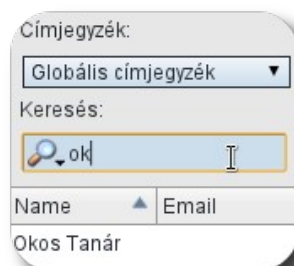 Címjegyzék:
Globális címjegyzék
Keresés:
ok
Name Email
Okos Tanár